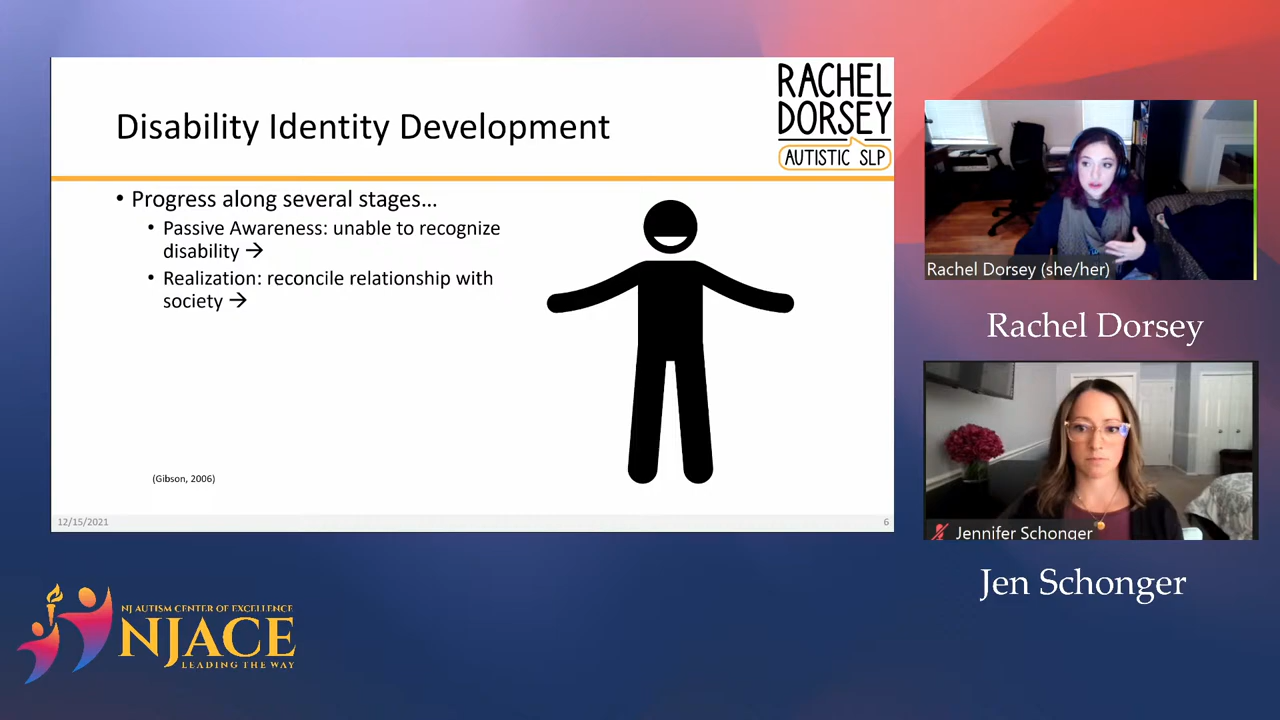 Disability Identity Development
RACHEL
DORSEY
AUTISTIC SLP
• Progress along several stages...
• Passive Awareness: unable to recognize
disability →
• Realization: reconcile relationship with
society →
(Gibson, 2006)
12/15/2021
6
Rachel Dorsey (she/her)
Rachel Dorsey
Jennifer Schonger
Jen Schonger
NJ AUTISM CENTER OF EXCELLENCE
NJACE
LEADING THE WAY